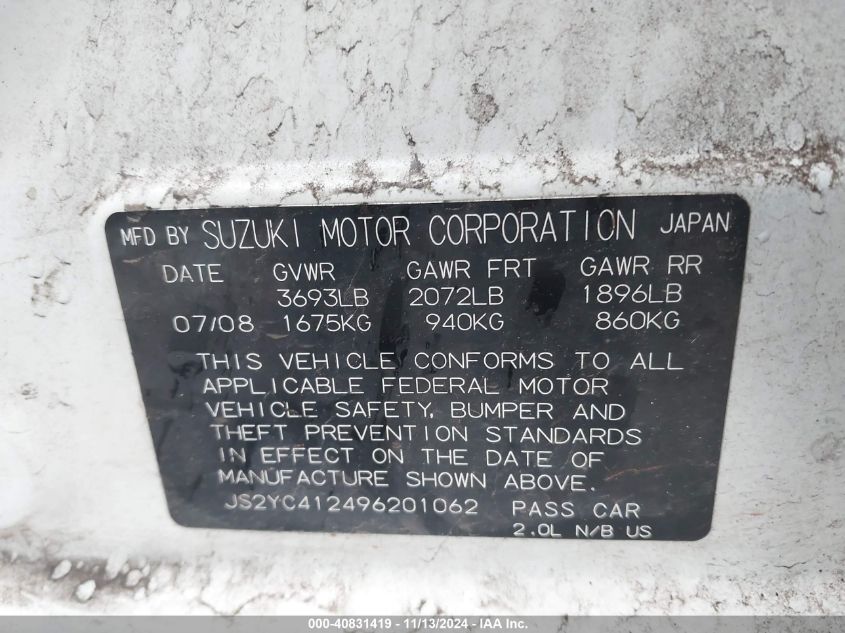 MFD BY SUZUKI MOTOR CORPORATION JAPAN
DATE GVWR GAWR FRT GAWR RR
3693LB 2072LB 1896LB
07/08 1675KG 940KG 860KG
THIS VEHICLE CONFORMS TO ALL
APPLICABLE FEDERAL MOTOR
VEHICLE SAFETY, BUMPER AND
THEFT PREVENTION STANDARDS
IN EFFECT ON THE DATE OF
MANUFACTURE SHOWN ABOVE.
JS2YC412496201062 PASS CAR
2.0L N/B US
000-40831419 - 11/13/2024 - IAA Inc.